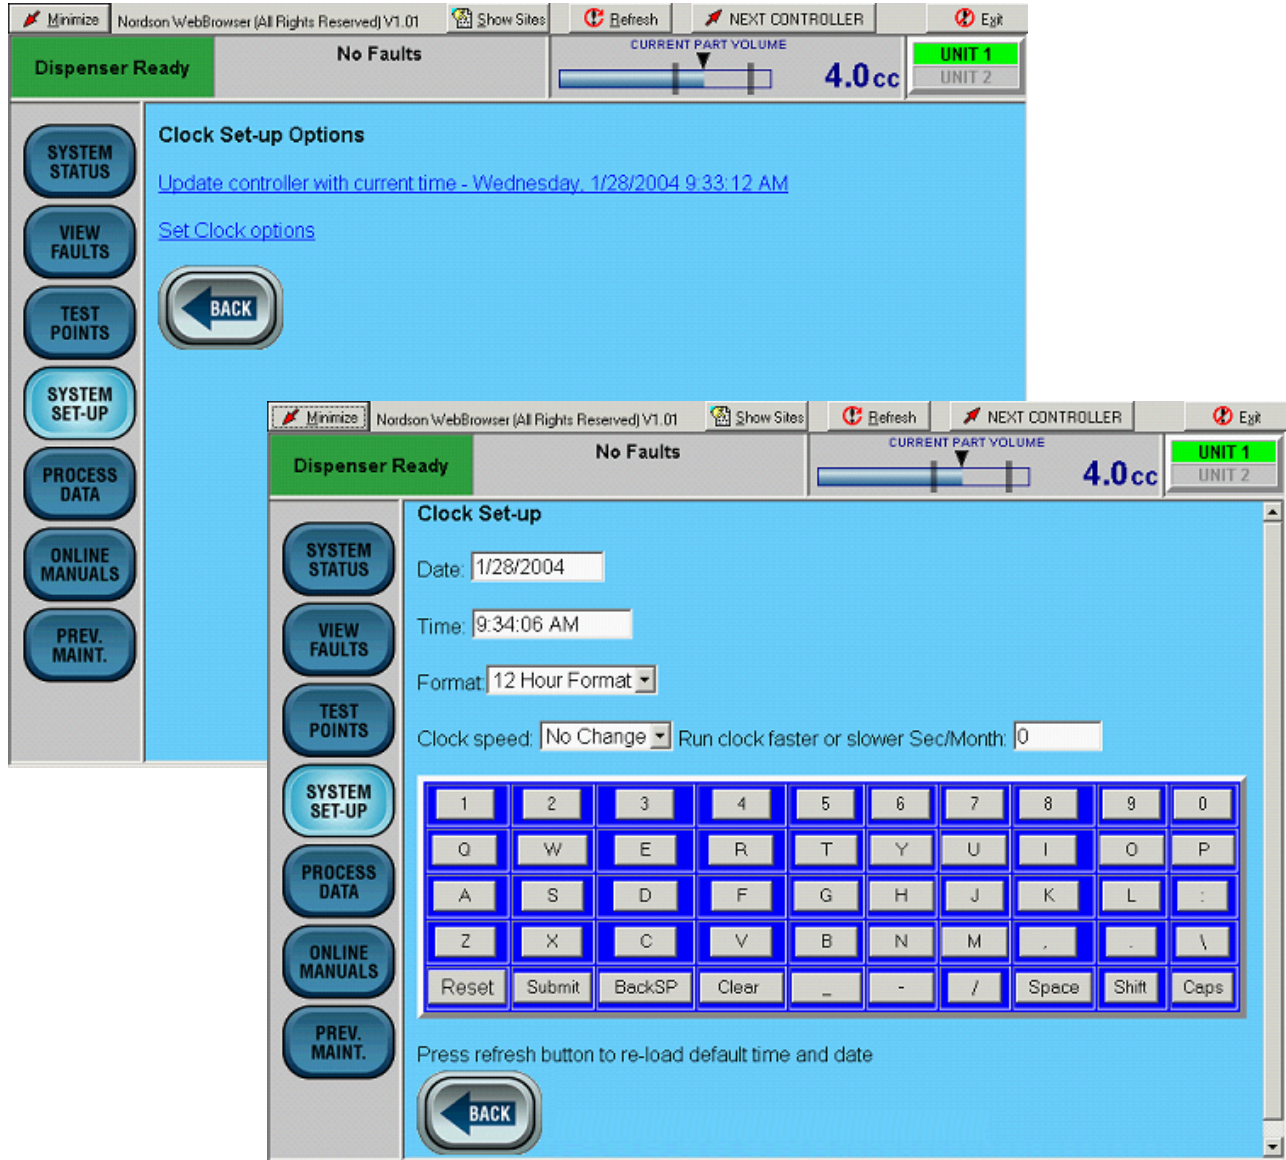 Minimize Nordson WebBrowser (All Rights Reserved) V1.01 Show Sites Refresh NEXT CONTROLLER Exit
Dispenser Ready
No Faults
CURRENT PART VOLUME
4.0 cc
UNIT 1
UNIT 2
SYSTEM
STATUS
VIEW
FAULTS
TEST
POINTS
SYSTEM
SET-UP
PROCESS
DATA
ONLINE
MANUALS
PREV.
MAINT.
Clock Set-up Options
Update controller with current time - Wednesday, 1/28/2004 9:33:12 AM
Set Clock options
BACK
Minimize Nordson WebBrowser (All Rights Reserved) V1.01 Show Sites Refresh NEXT CONTROLLER Exit
Dispenser Ready
No Faults
CURRENT PART VOLUME
4.0 cc
UNIT 1
UNIT 2
SYSTEM
STATUS
VIEW
FAULTS
TEST
POINTS
SYSTEM
SET-UP
PROCESS
DATA
ONLINE
MANUALS
PREV.
MAINT.
Clock Set-up
Date: 1/28/2004
Time: 9:34:06 AM
Format: 12 Hour Format
Clock speed: No Change Run clock faster or slower Sec/Month: 0
1 2 3 4 5 6 7 8 9 0
Q W E R T Y U I O P
A S D F G H J K L :
Z X C V B N M , . \
Reset Submit BackSP Clear _ - / Space Shift Caps
Press refresh button to re-load default time and date
BACK